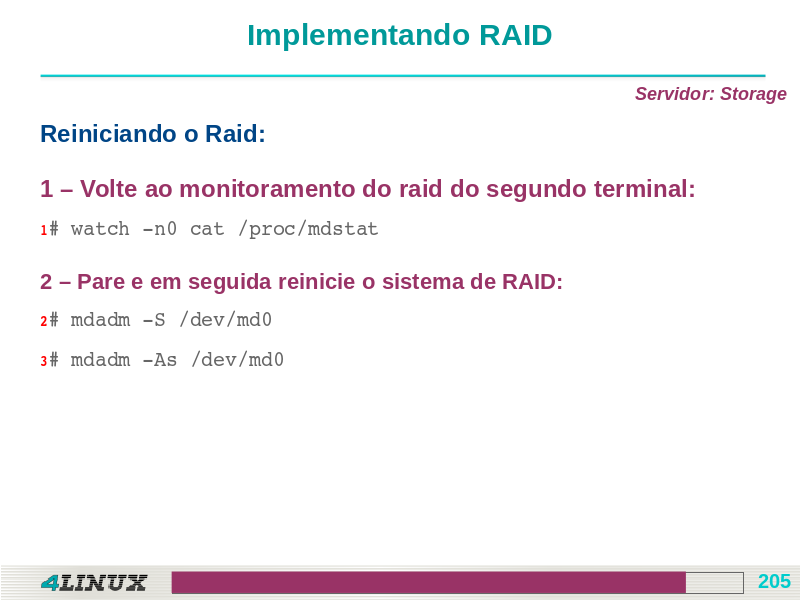 Implementando RAID
Servidor: Storage
Reiniciando o Raid:
1 – Volte ao monitoramento do raid do segundo terminal:
1# watch -n0 cat /proc/mdstat
2 – Pare e em seguida reinicie o sistema de RAID:
2# mdadm -S /dev/md0
3# mdadm -As /dev/md0
4LINUX
205